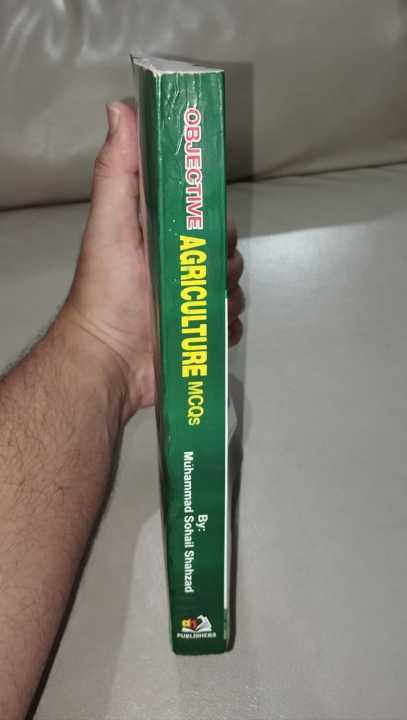 OBJECTIVE AGRICULTURE MCQs
By:
Muhammad Sohail Shahzad
PUBLISHERS